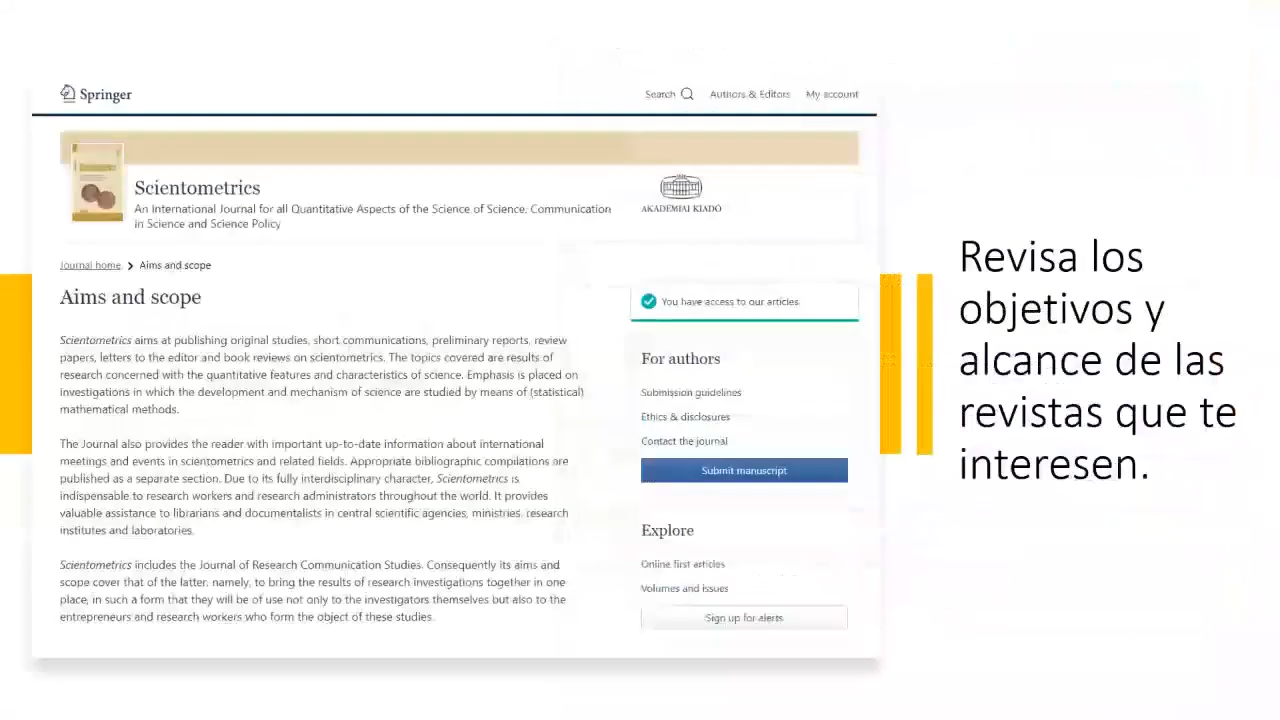 Springer
Search
Authors & Editors
My account
Scientometrics
An International Journal for all Quantitative Aspects of the Science of Science, Communication
in Science and Science Policy
AKADÉMIAI KIADÓ
Journal home > Aims and scope
Aims and scope
Scientometrics aims at publishing original studies, short communications, preliminary reports, review
papers, letters to the editor and book reviews on scientometrics. The topics covered are results of
research concerned with the quantitative features and characteristics of science. Emphasis is placed on
investigations in which the development and mechanism of science are studied by means of (statistical)
mathematical methods.
The Journal also provides the reader with important up-to-date information about international
meetings and events in scientometrics and related fields. Appropriate bibliographic compilations are
published as a separate section. Due to its fully interdisciplinary character, Scientometrics is
indispensable to research workers and research administrators throughout the world. It provides
valuable assistance to librarians and documentalists in central scientific agencies, ministries, research
institutes and laboratories.
Scientometrics includes the Journal of Research Communication Studies. Consequently its aims and
scope cover that of the latter, namely, to bring the results of research investigations together in one
place, in such a form that they will be of use not only to the investigators themselves but also to the
entrepreneurs and research workers who form the object of these studies.
You have access to our articles
For authors
Submission guidelines
Ethics & disclosures
Contact the journal
Submit manuscript
Explore
Online first articles
Volumes and issues
Sign up for alerts
Revisa los
objetivos y
alcance de las
revistas que te
interesen.